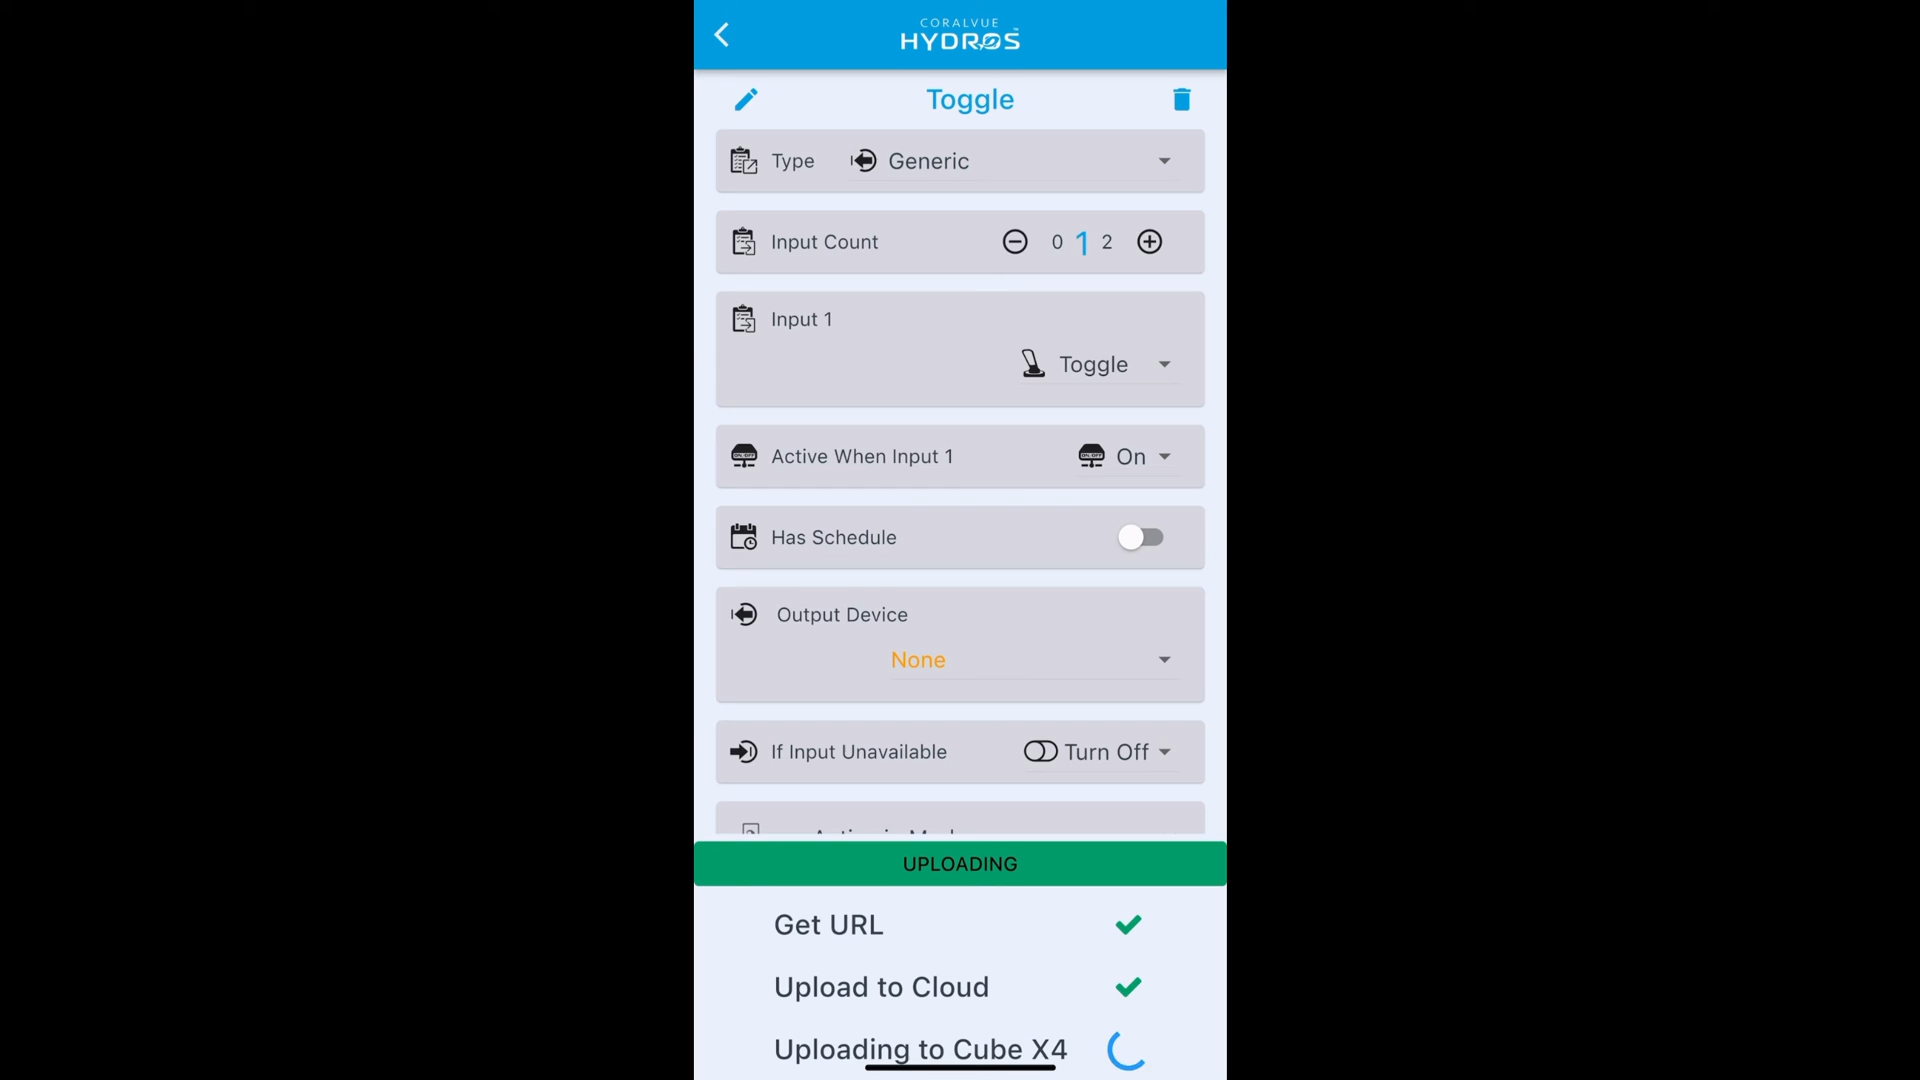 CORALVUE
HYDROS
Toggle
Type Generic
Input Count 0 1 2
Input 1
Toggle
Active When Input 1 On
Has Schedule
Output Device
None
If Input Unavailable Turn Off
UPLOADING
Get URL
Upload to Cloud
Uploading to Cube X4